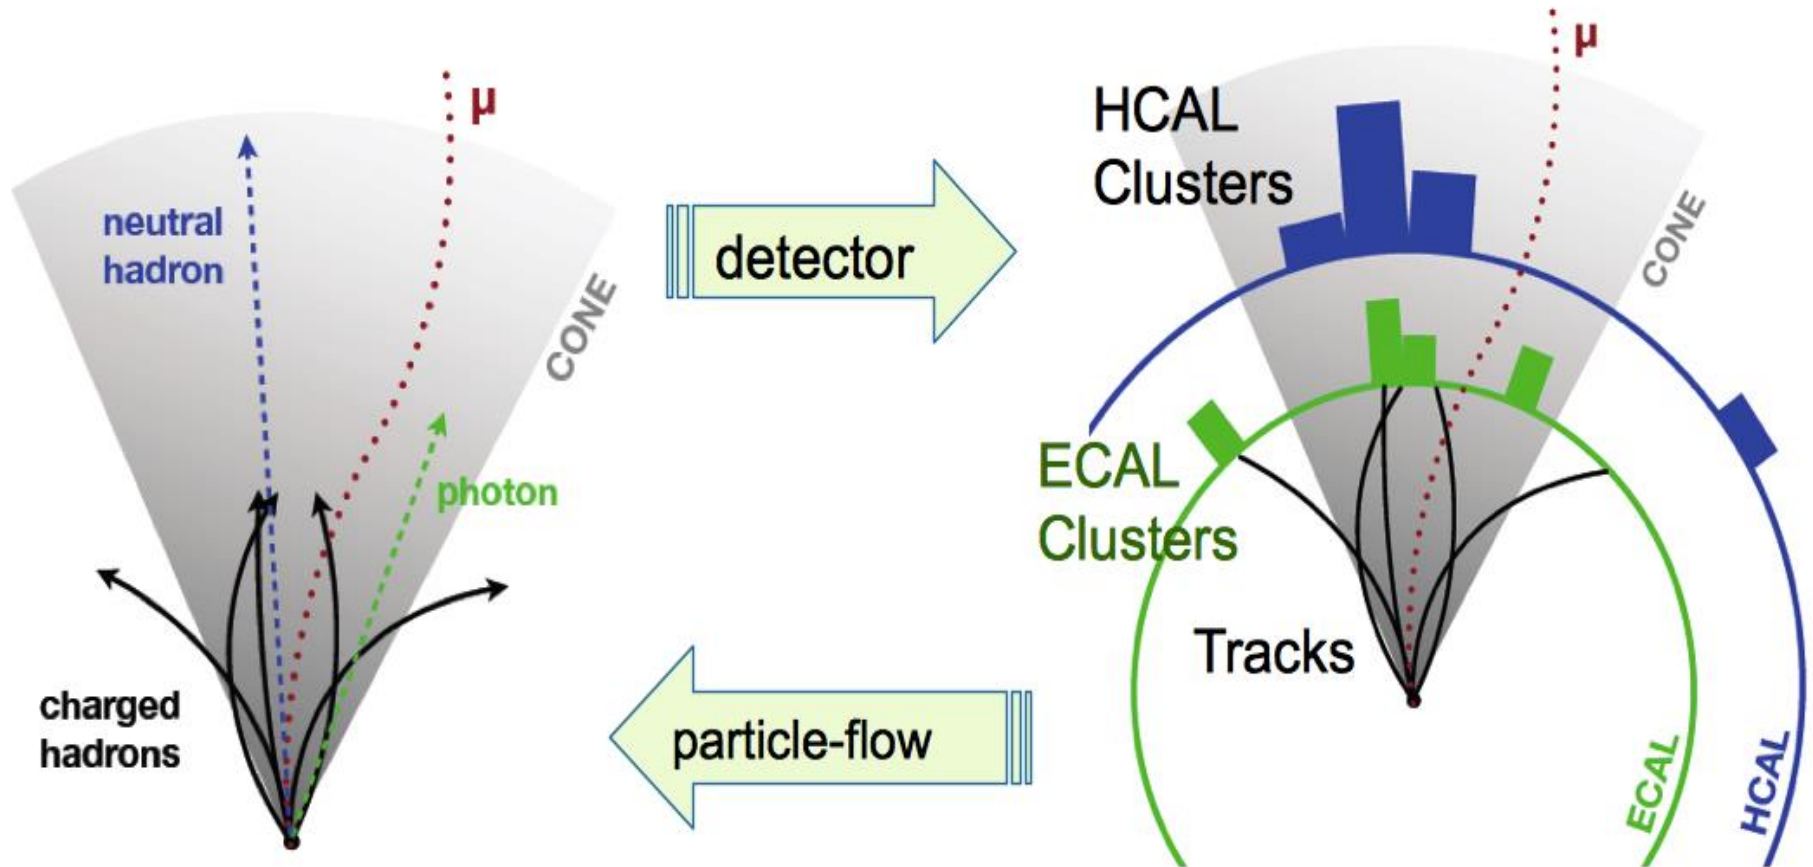 μ
neutral
hadron
CONE
photon
charged
hadrons
detector
particle-flow
μ
HCAL
Clusters
CONE
ECAL
Clusters
Tracks
ECAL
HCAL